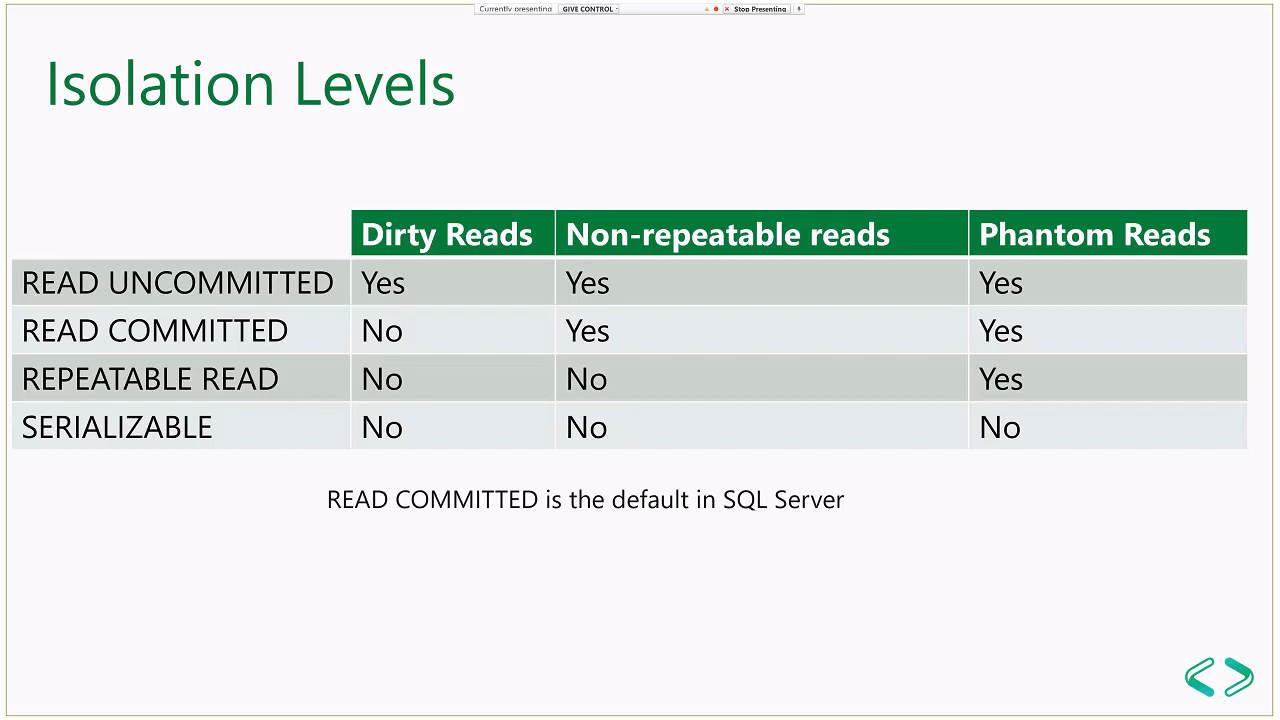 Currently presenting GIVE CONTROL Stop Presenting
Isolation Levels
Dirty Reads Non-repeatable reads Phantom Reads
READ UNCOMMITTED Yes Yes Yes
READ COMMITTED No Yes Yes
REPEATABLE READ No No Yes
SERIALIZABLE No No No
READ COMMITTED is the default in SQL Server